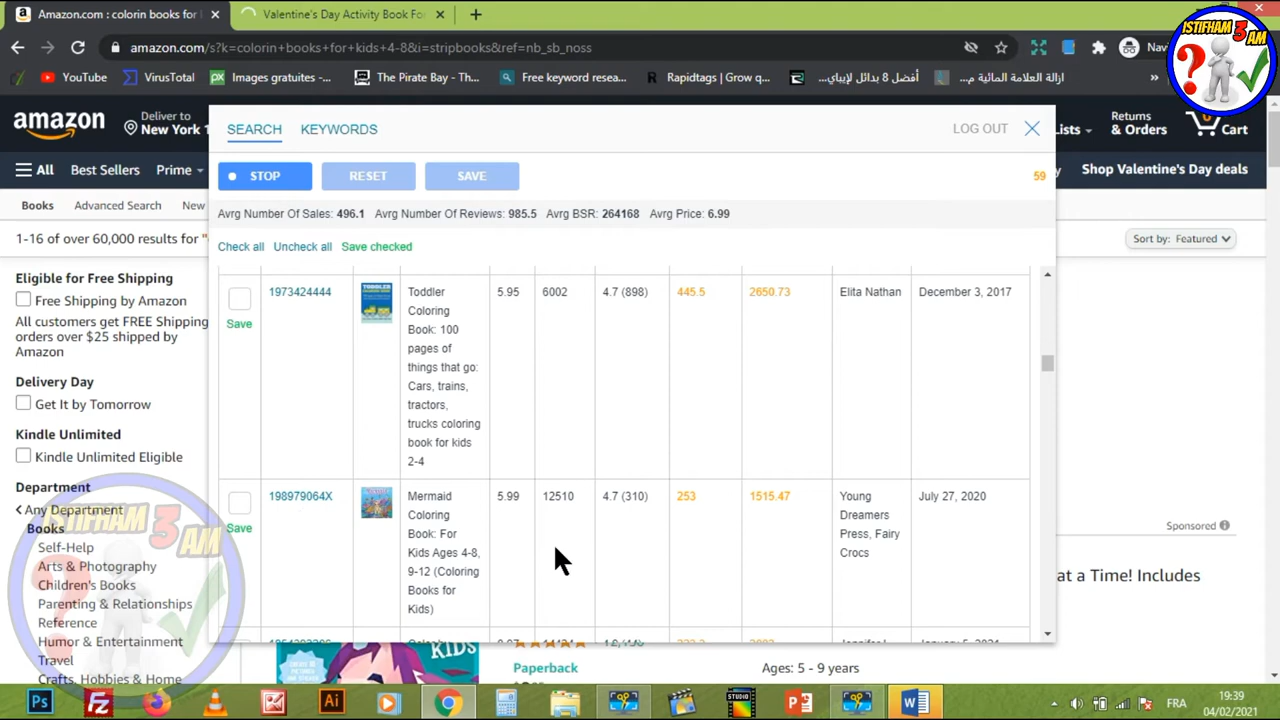 Amazon.com : colorin books for
Valentine's Day Activity Book For
amazon.com/s?k=colorin+books+for+kids+4-8&i=stripbooks&ref=nb_sb_noss
YouTube
VirusTotal
Images gratuites -...
The Pirate Bay - Th...
Free keyword resea...
Rapidtags | Grow q...
أفضل 8 بدائل لإيباي...
ازالة العلامة المائية م...
»
ISTIFHAM 3 AM
amazon
Deliver to
New York 1
Returns
Lists
& Orders
0
Cart
All
Best Sellers
Prime
Shop Valentine's Day deals
Books
Advanced Search
New
1-16 of over 60,000 results for "
Sort by: Featured
SEARCH
KEYWORDS
LOG OUT
STOP
RESET
SAVE
59
Avrg Number Of Sales: 496.1 Avrg Number Of Reviews: 985.5 Avrg BSR: 264168 Avrg Price: 6.99
Check all
Uncheck all
Save checked
Save
1973424444
Toddler
Coloring
Book: 100
pages of
things that go:
Cars, trains,
tractors,
trucks coloring
book for kids
2-4
5.95
6002
4.7 (898)
445.5
2650.73
Elita Nathan
December 3, 2017
Save
198979064X
Mermaid
Coloring
Book: For
Kids Ages 4-8,
9-12 (Coloring
Books for
Kids)
5.99
12510
4.7 (310)
253
1515.47
Young
Dreamers
Press, Fairy
Crocs
July 27, 2020
Eligible for Free Shipping
Free Shipping by Amazon
All customers get FREE Shipping
orders over $25 shipped by
Amazon
Delivery Day
Get It by Tomorrow
Kindle Unlimited
Kindle Unlimited Eligible
Department
Any Department
Books
Self-Help
Arts & Photography
Children's Books
Parenting & Relationships
Reference
Humor & Entertainment
Travel
Crafts, Hobbies & Home
ISTIFHAM 3 AM
Sponsored
at a Time! Includes
KIDS
Paperback
Ages: 5 - 9 years
Ps
Fz
Ai
STUDIO
P
W
FRA
19:39
04/02/2021